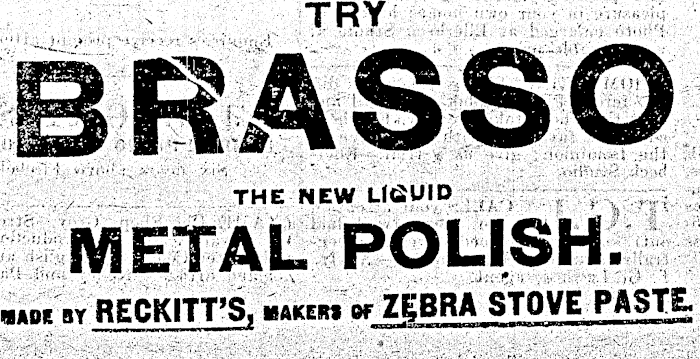 TRY
BRASSO
THE NEW LIQUID
METAL POLISH.
MADE BY RECKITT'S, MAKERS OF ZEBRA STOVE PASTE.